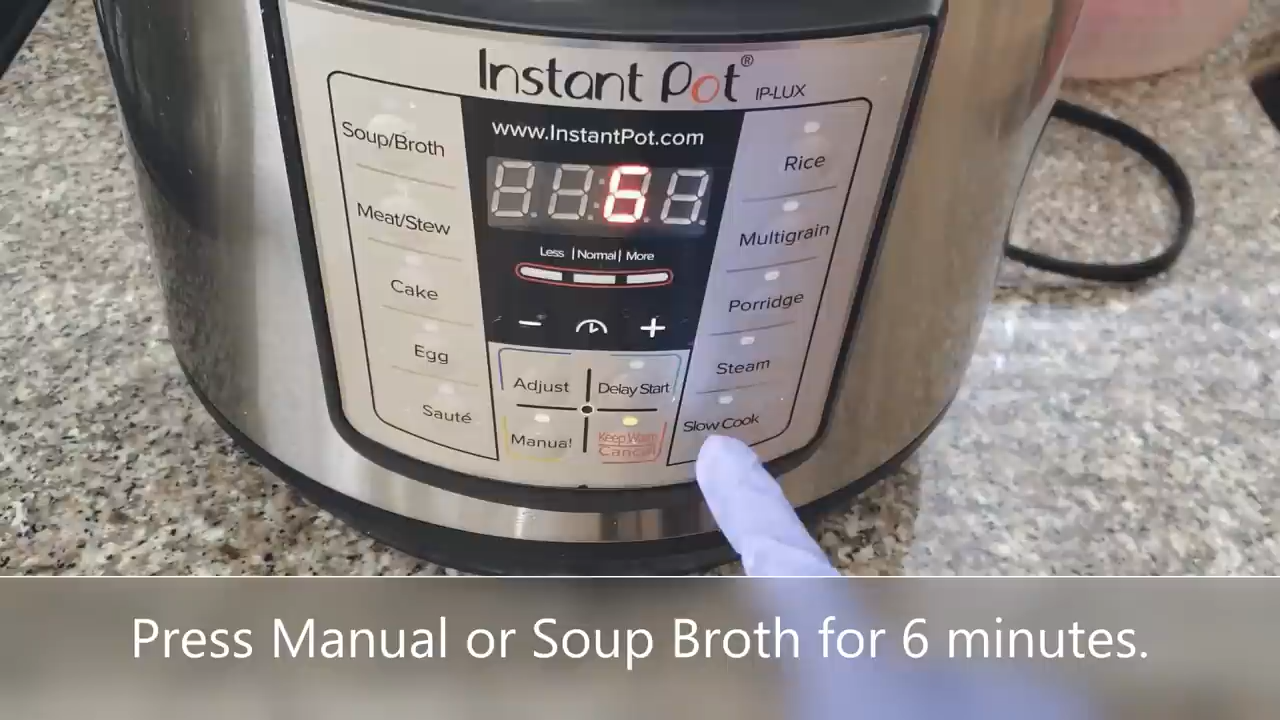 Instant Pot® IP-LUX
www.InstantPot.com
6
Less | Normal | More
Soup/Broth
Meat/Stew
Cake
Egg
Sauté
− +
Adjust
Delay Start
Manual
Keep Warm
Cancel
Rice
Multigrain
Porridge
Steam
Slow Cook
Press Manual or Soup Broth for 6 minutes.